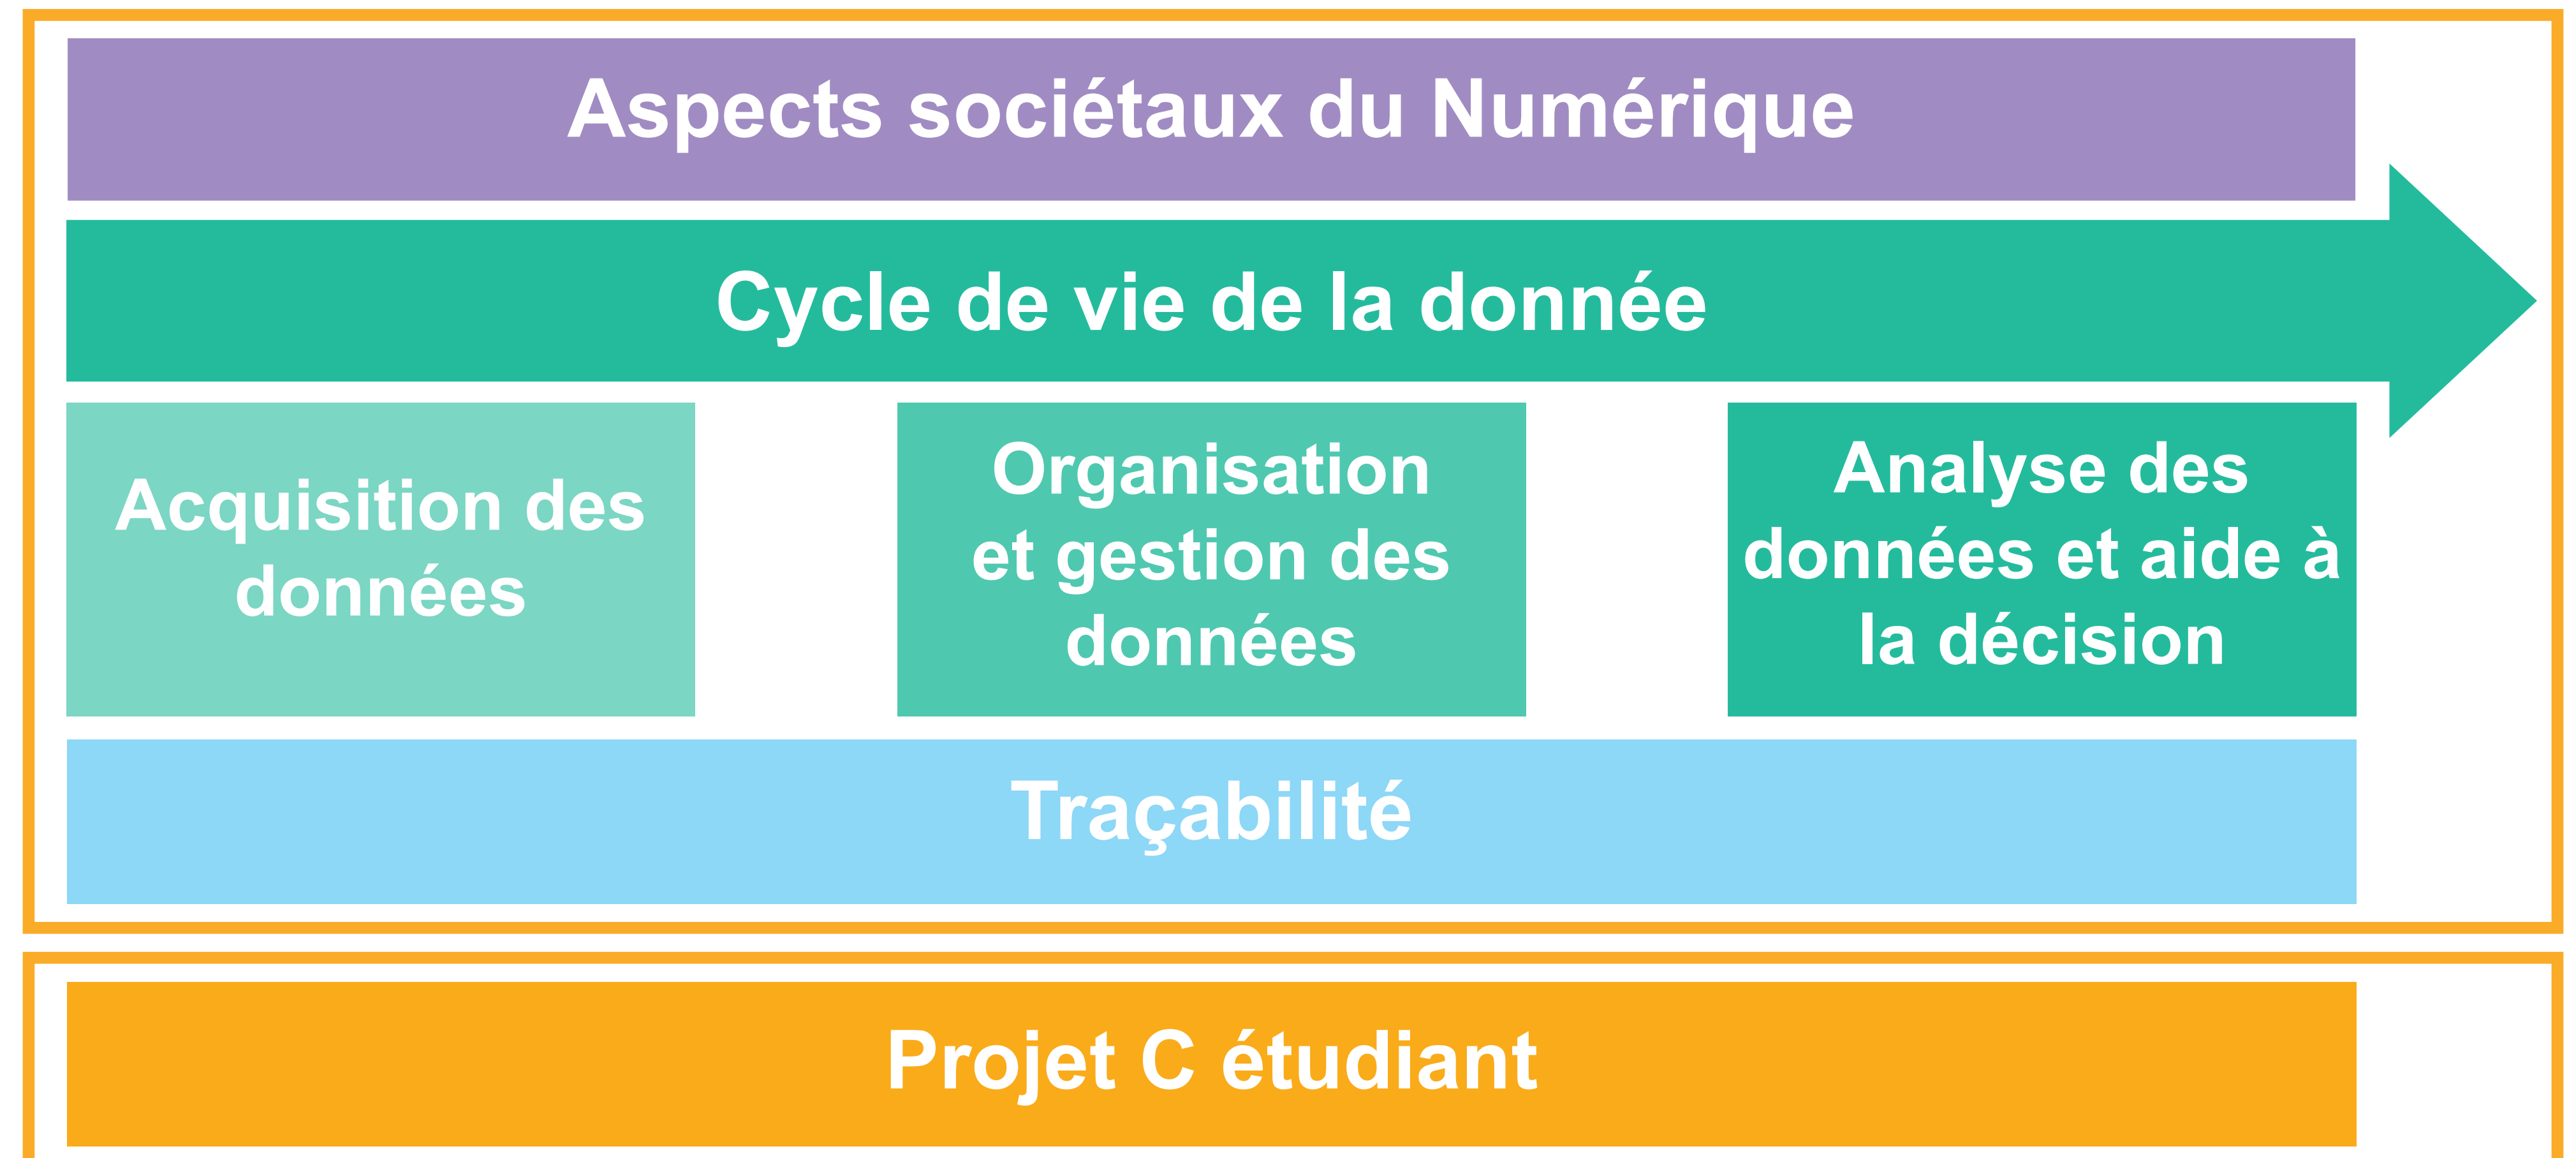 Aspects sociétaux du Numérique
Cycle de vie de la donnée
Acquisition des
données
Organisation
et gestion des
données
Analyse des
données et aide à
la décision
Traçabilité
Projet C étudiant